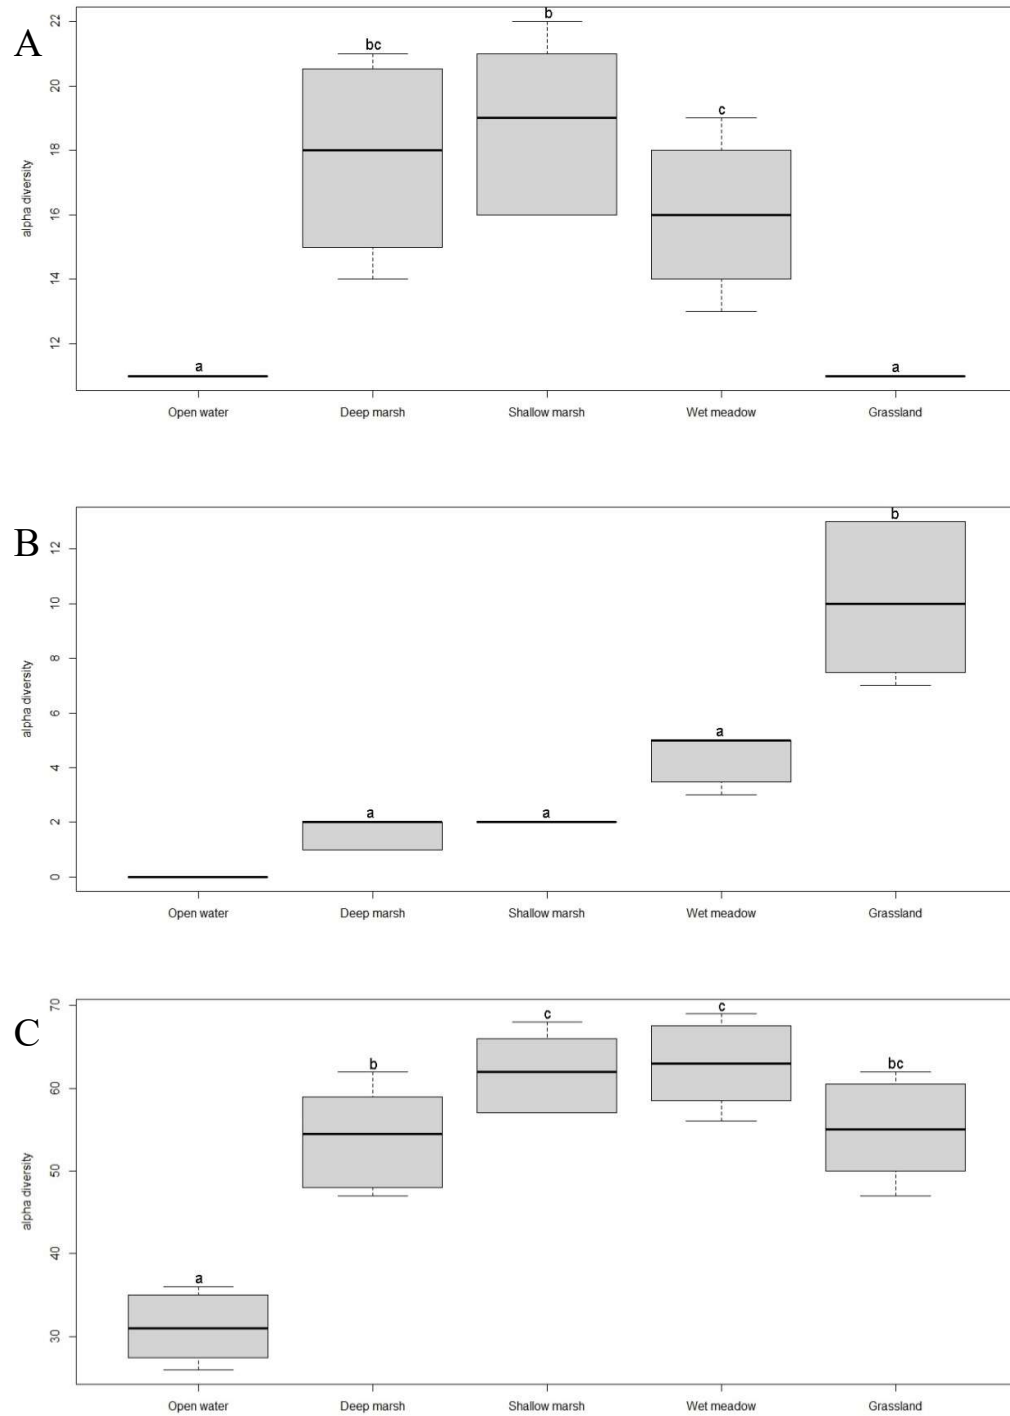 A
alpha diversity
22
20
18
16
14
12
a
bc
b
c
a
Open water Deep marsh Shallow marsh Wet meadow Grassland
B
alpha diversity
12
10
8
6
4
2
0
a
a
a
b
Open water Deep marsh Shallow marsh Wet meadow Grassland
C
alpha diversity
70
60
50
40
30
a
b
c
c
bc
Open water Deep marsh Shallow marsh Wet meadow Grassland